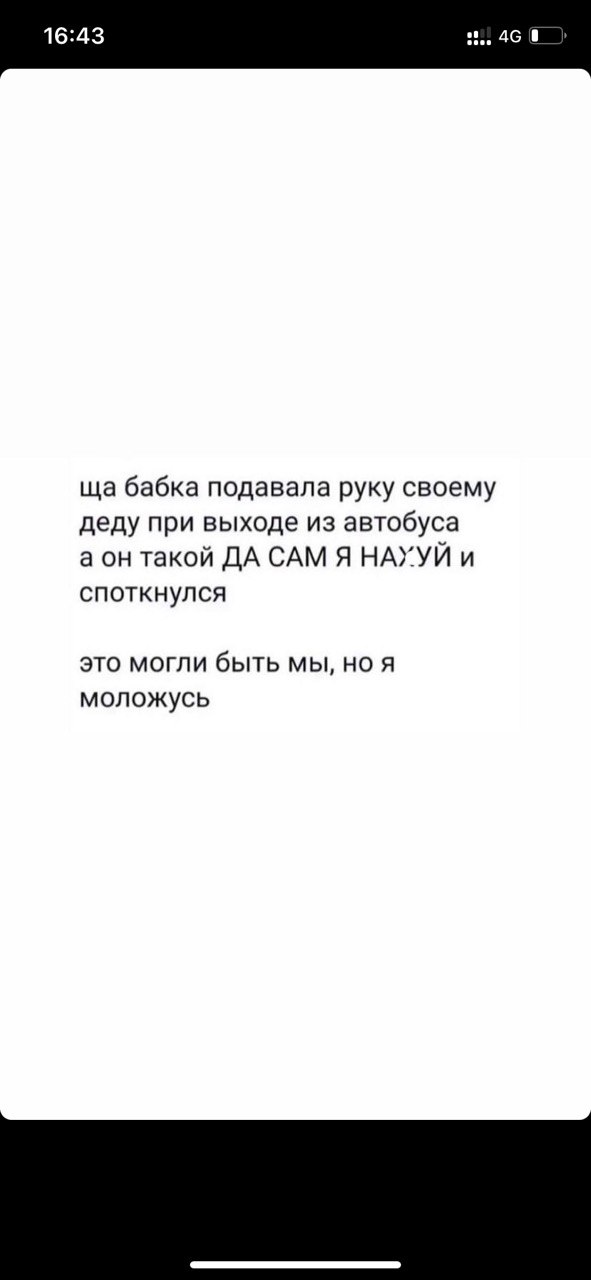 16:43
4G
ща бабка подавала руку своему
деду при выходе из автобуса
а он такой ДА САМ Я НАХУЙ и
споткнулся
это могли быть мы, но я
моложусь